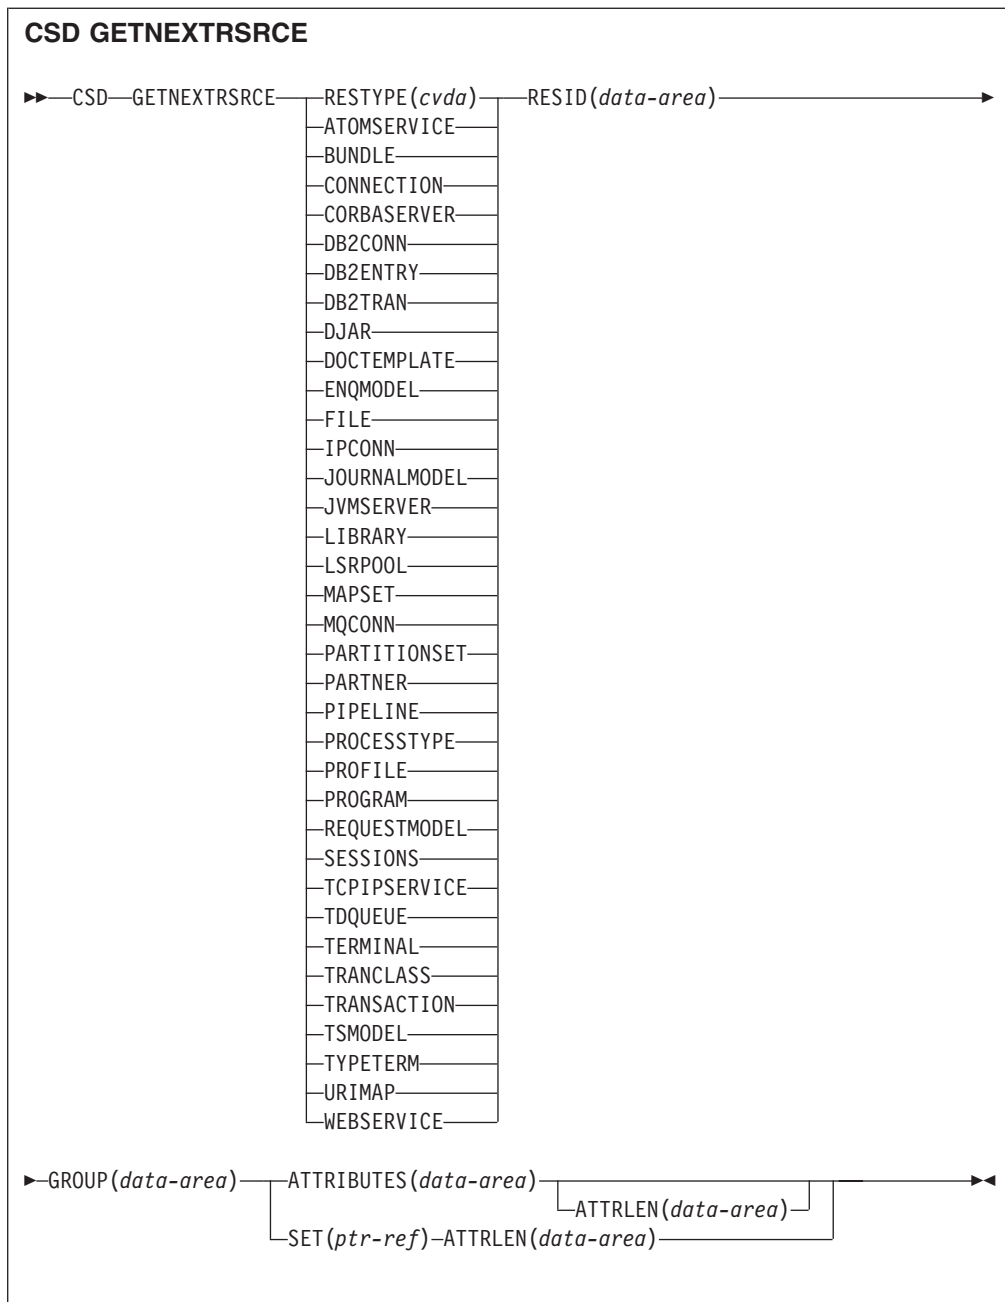 CSD GETNEXTRSRCE
CSD GETNEXTRSRCE RESTYPE(cvda) RESID(data-area)
ATOMSERVICE
BUNDLE
CONNECTION
CORBASERVER
DB2CONN
DB2ENTRY
DB2TRAN
DJAR
DOCTEMPLATE
ENQMODEL
FILE
IPCONN
JOURNALMODEL
JVMSERVER
LIBRARY
LSRPOOL
MAPSET
MQCONN
PARTITIONSET
PARTNER
PIPELINE
PROCESSTYPE
PROFILE
PROGRAM
REQUESTMODEL
SESSIONS
TCPIPSERVICE
TDQUEUE
TERMINAL
TRANCLASS
TRANSACTION
TSMODEL
TYPETERM
URIMAP
WEBSERVICE
GROUP(data-area) ATTRIBUTES(data-area)
ATTRLEN(data-area)
SET(ptr-ref) ATTRLEN(data-area)